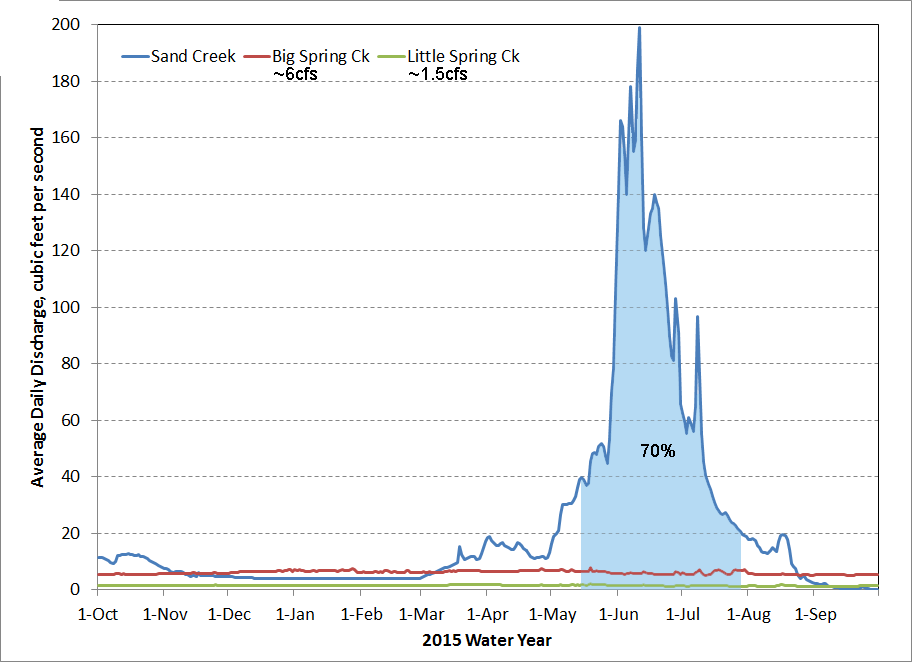 200
Sand Creek Big Spring Ck Little Spring Ck
~6cfs ~1.5cfs
180
160
140
120
100
80
60
40
20
0
Average Daily Discharge, cubic feet per second
70%
1-Oct 1-Nov 1-Dec 1-Jan 1-Feb 1-Mar 1-Apr 1-May 1-Jun 1-Jul 1-Aug 1-Sep
2015 Water Year